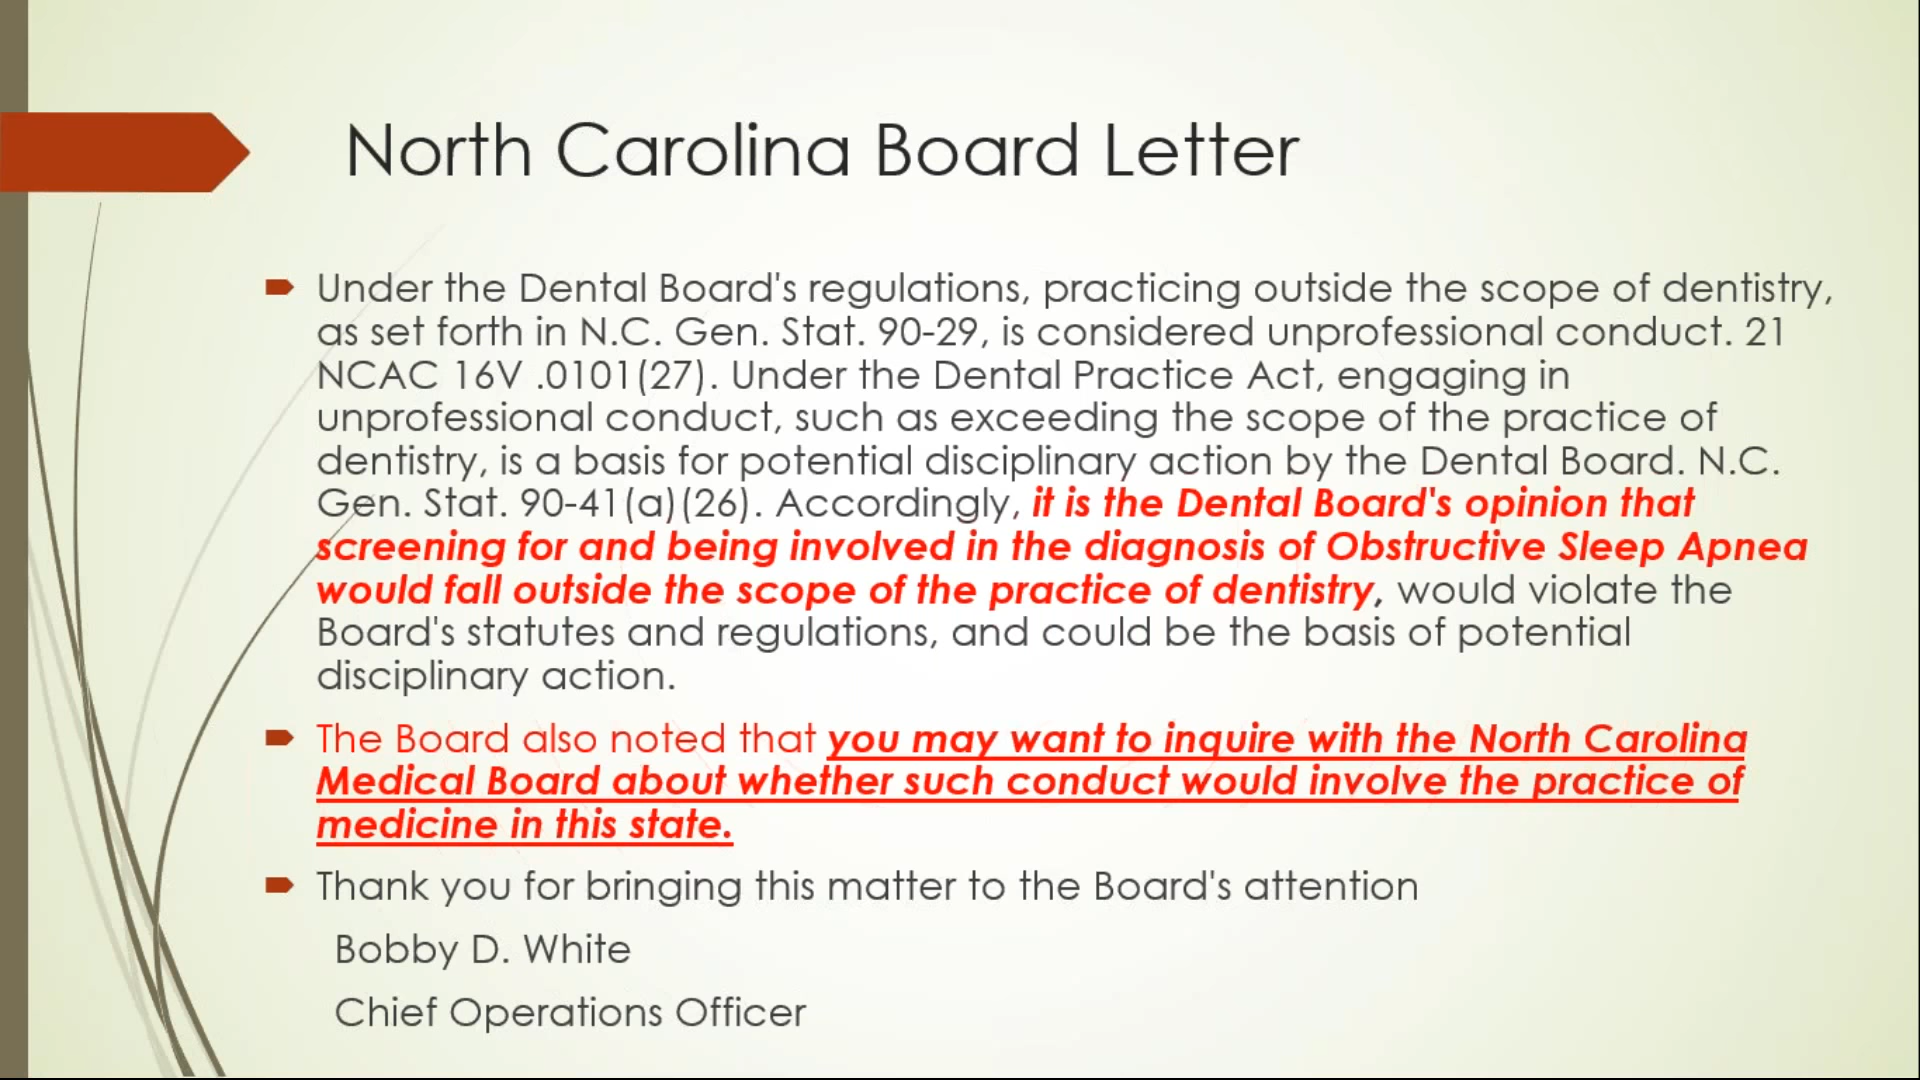 North Carolina Board Letter
Under the Dental Board's regulations, practicing outside the scope of dentistry,
as set forth in N.C. Gen. Stat. 90-29, is considered unprofessional conduct. 21
NCAC 16V .0101(27). Under the Dental Practice Act, engaging in
unprofessional conduct, such as exceeding the scope of the practice of
dentistry, is a basis for potential disciplinary action by the Dental Board. N.C.
Gen. Stat. 90-41(a)(26). Accordingly, it is the Dental Board's opinion that
screening for and being involved in the diagnosis of Obstructive Sleep Apnea
would fall outside the scope of the practice of dentistry, would violate the
Board's statutes and regulations, and could be the basis of potential
disciplinary action.
The Board also noted that you may want to inquire with the North Carolina
Medical Board about whether such conduct would involve the practice of
medicine in this state.
Thank you for bringing this matter to the Board's attention
Bobby D. White
Chief Operations Officer